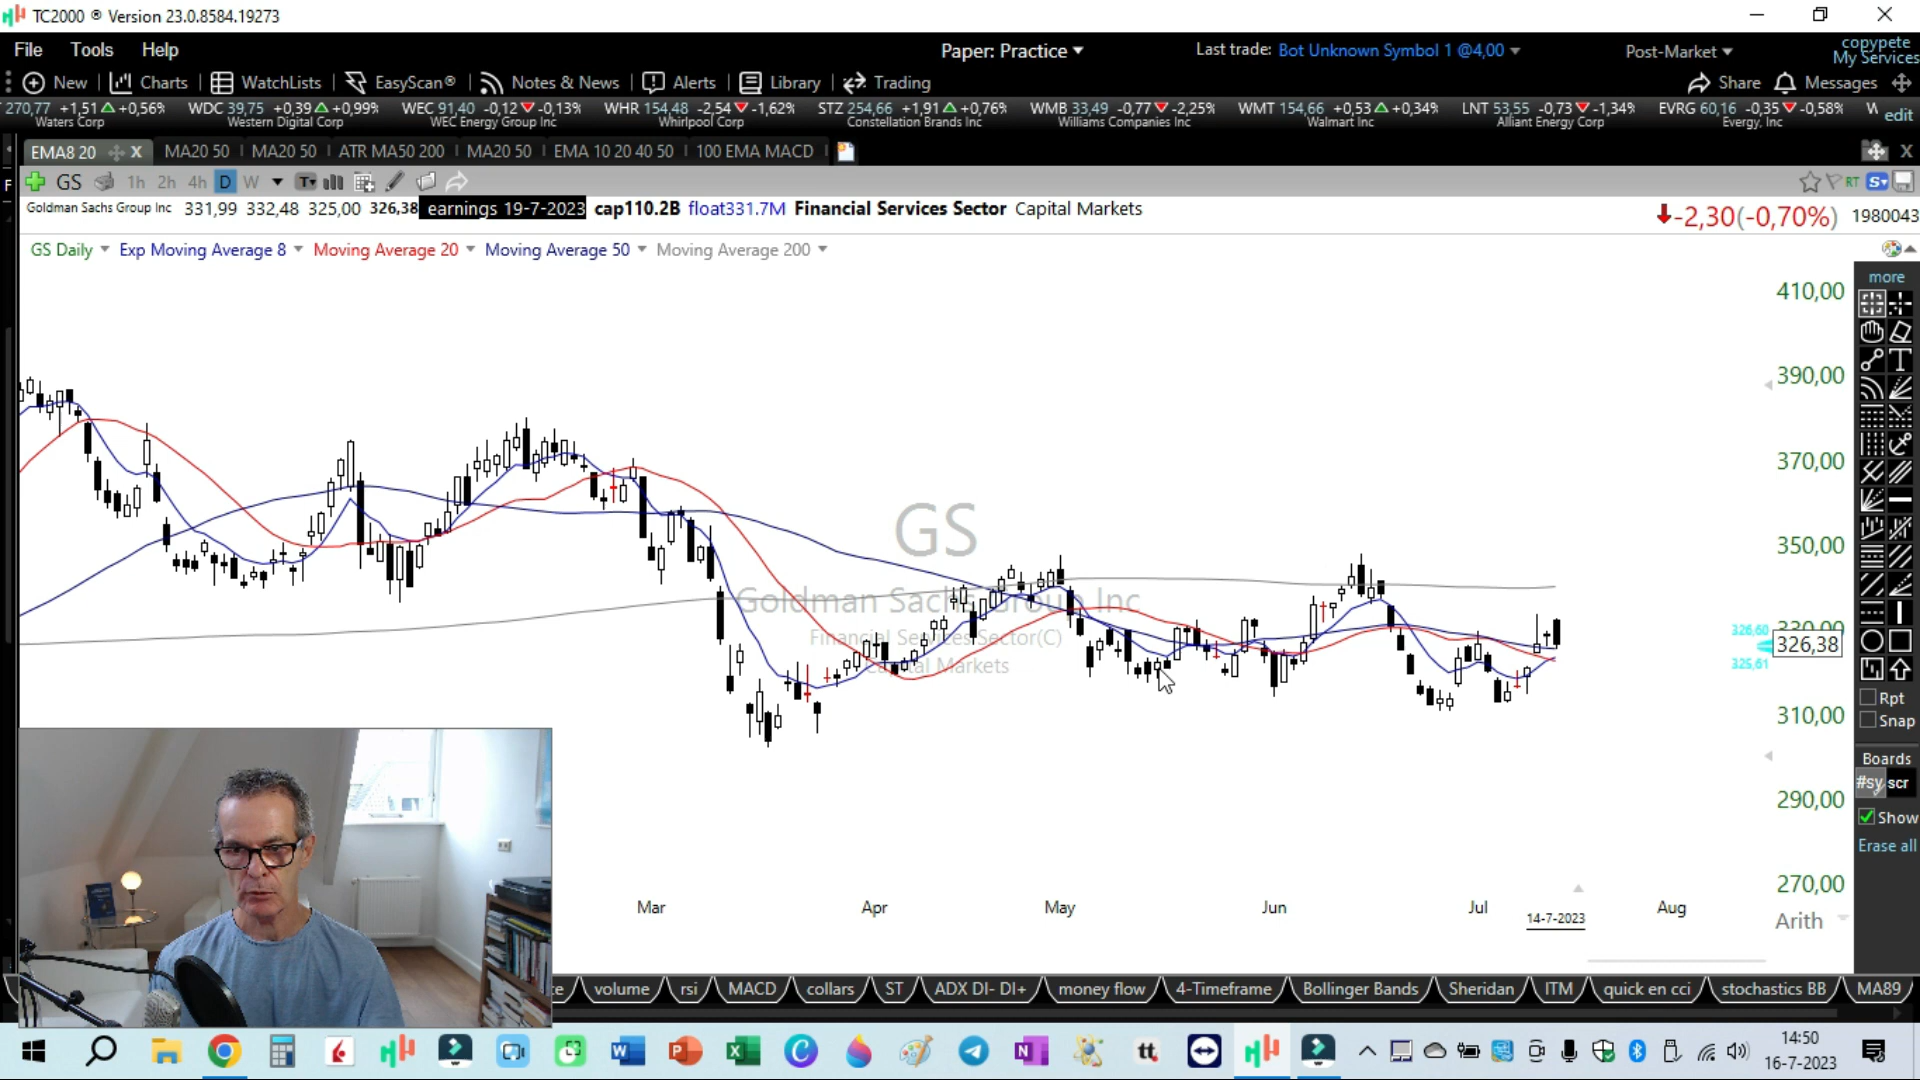 TC2000 ® Version 23.0.8584.19273
File Tools Help Paper: Practice Last trade: Bot Unknown Symbol 1 @4,00 Post-Market copypete
My Services
New Charts WatchLists EasyScan® Notes & News Alerts Library Trading Share Messages
270,77 +1,51 +0,56% WDC 39,75 +0,39 +0,99% WEC 91,40 -0,12 -0,13% WHR 154,48 -2,54 -1,62% STZ 254,66 +1,91 +0,76% WMB 33,49 -0,77 -2,25% WMT 154,66 +0,53 +0,34% LNT 53,55 -0,73 -1,34% EVRG 60,16 -0,35 -0,58% W edit
Waters Corp Western Digital Corp WEC Energy Group Inc Whirlpool Corp Constellation Brands Inc Williams Companies Inc Walmart Inc Alliant Energy Corp Evergy, Inc
EMA8 20 X MA20 50 MA20 50 ATR MA50 200 MA20 50 EMA 10 20 40 50 100 EMA MACD X
F GS 1h 2h 4h D W T RT S
Goldman Sachs Group Inc 331,99 332,48 325,00 326,38 earnings 19-7-2023 cap110.2B float331.7M Financial Services Sector Capital Markets -2,30(-0,70%) 1980043
GS Daily Exp Moving Average 8 Moving Average 20 Moving Average 50 Moving Average 200
more
410,00
390,00
370,00
350,00
330,00
326,60
326,38
325,61
310,00
290,00
270,00
GS
Goldman Sachs Group Inc
Financial Services Sector(C)
Capital Markets
Rpt
Snap
Boards
#sy scr
Show
Erase all
Mar Apr May Jun Jul 14-7-2023 Aug Arith
volume rsi MACD collars ST ADX DI- DI+ money flow 4-Timeframe Bollinger Bands Sheridan ITM quick en cci stochastics BB MA89
14:50
16-7-2023